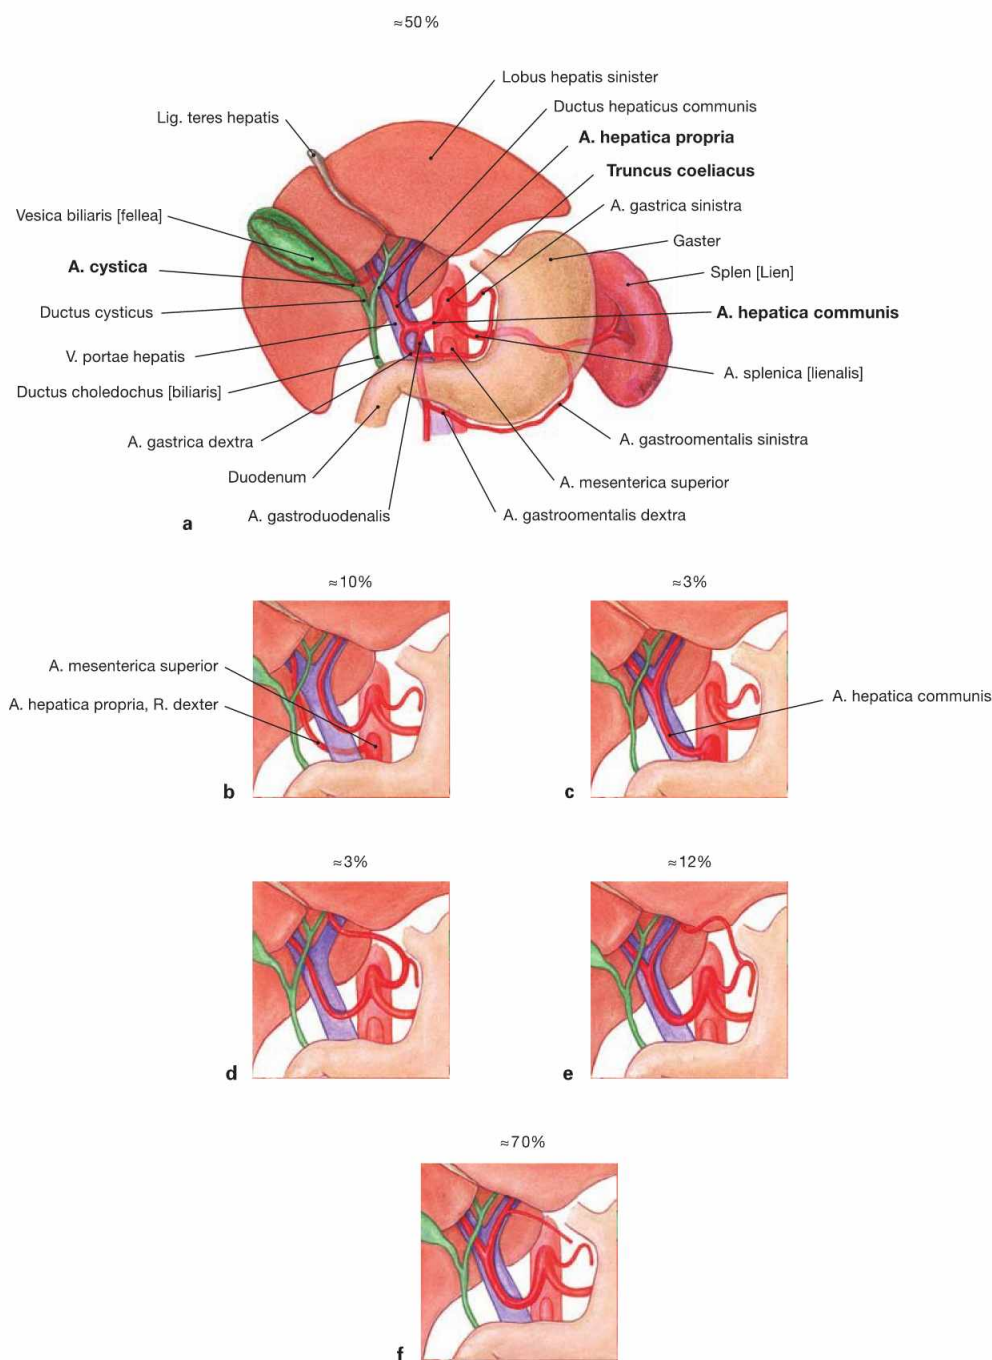 ≈50%
Lobus hepatis sinister
Ductus hepaticus communis
Lig. teres hepatis
A. hepatica propria
Truncus coeliacus
A. gastrica sinistra
Vesica biliaris [fellea]
Gaster
A. cystica
Splen [Lien]
Ductus cysticus
A. hepatica communis
V. portae hepatis
A. splenica [lienalis]
Ductus choledochus [biliaris]
A. gastrica dextra
A. gastroomentalis sinistra
Duodenum
A. mesenterica superior
A. gastroduodenalis
A. gastroomentalis dextra
a
≈10%
≈3%
A. mesenterica superior
A. hepatica propria, R. dexter
A. hepatica communis
b
c
≈3%
≈12%
d
e
≈70%
f